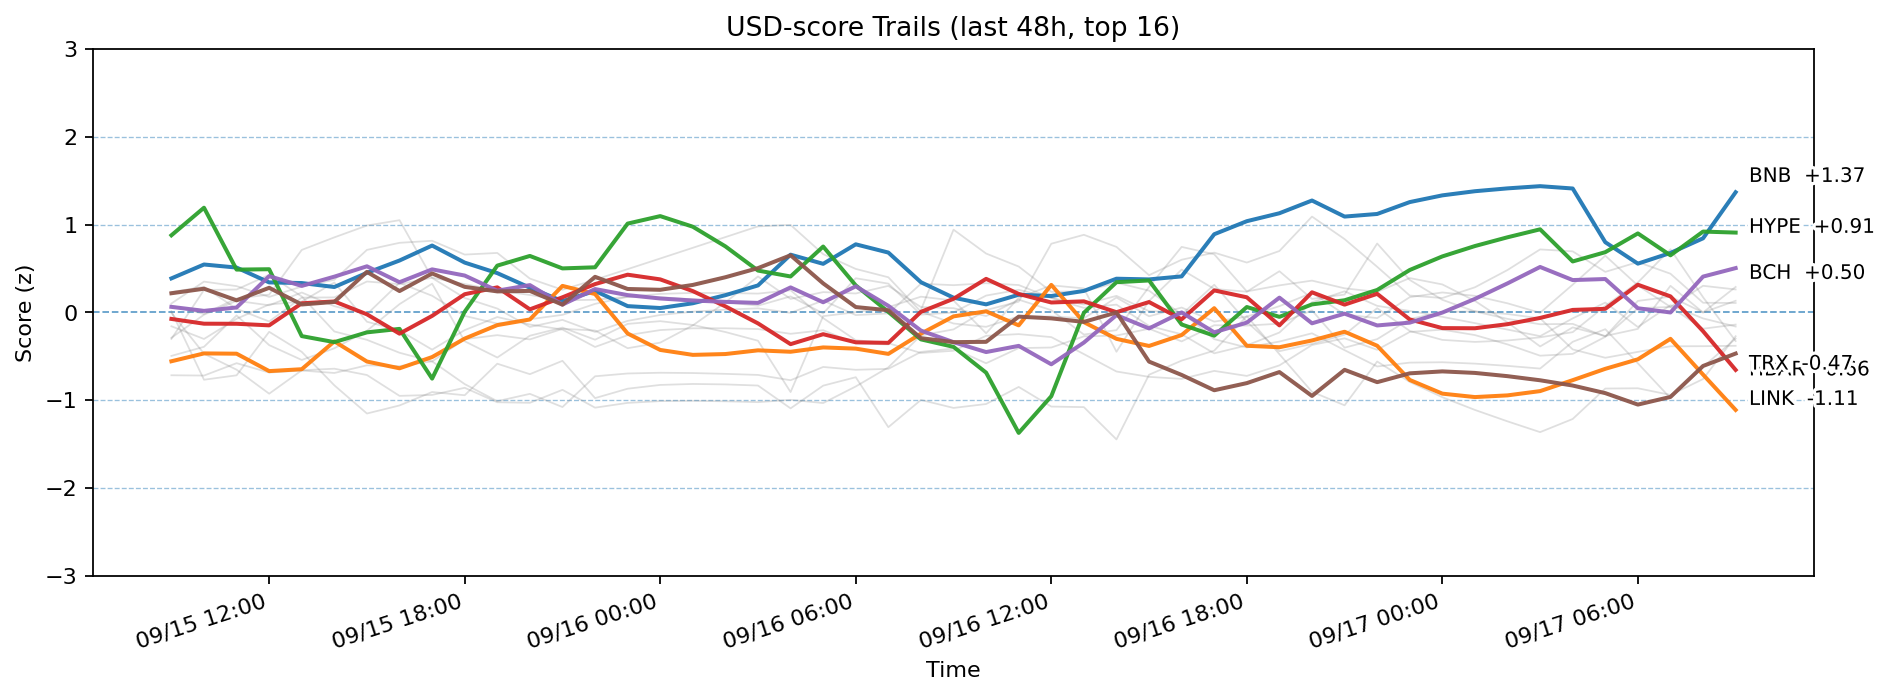 USD-score Trails (last 48h, top 16)
Score (z)
3
2
1
0
−1
−2
−3
BNB +1.37
HYPE +0.91
BCH +0.50
TRX -0.47
LINK -1.11
09/15 12:00
09/15 18:00
09/16 00:00
09/16 06:00
09/16 12:00
09/16 18:00
09/17 00:00
09/17 06:00
Time